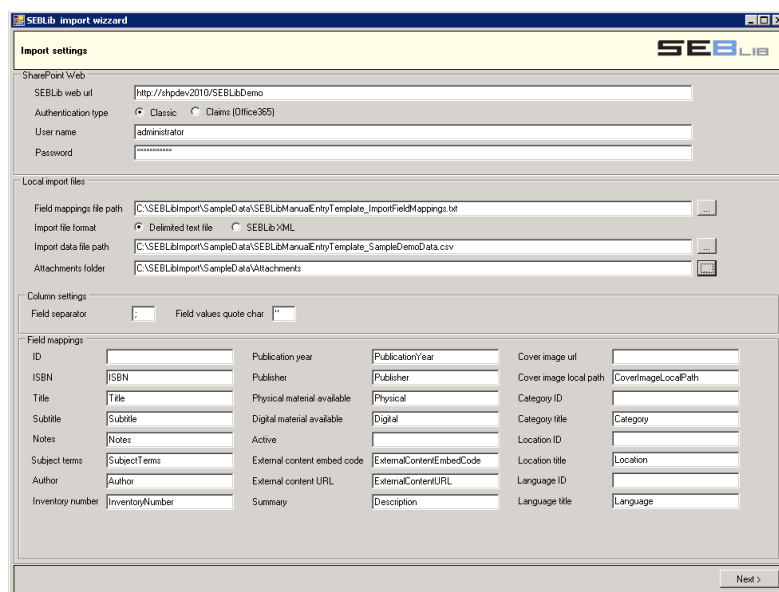 SEBLib import wizzard
Import settings
SEBLIB
SharePoint Web
SEBLib web url http://shpdev2010/SEBLibDemo
Authentication type Classic Claims (Office365)
User name administrator
Password ***********
Local import files
Field mappings file path C:\SEBLibImport\SampleData\SEBLibManualEntryTemplate_ImportFieldMappings.txt ...
Import file format Delimited text file SEBLib XML
Import data file path C:\SEBLibImport\SampleData\SEBLibManualEntryTemplate_SampleDemoData.csv ...
Attachments folder C:\SEBLibImport\SampleData\Attachments ...
Column settings
Field separator ; Field values quote char "
Field mappings
ID Publication year PublicationYear Cover image url
ISBN ISBN Publisher Publisher Cover image local path CoverImageLocalPath
Title Title Physical material available Physical Category ID
Subtitle Subtitle Digital material available Digital Category title Category
Notes Notes Active Location ID
Subject terms SubjectTerms External content embed code ExternalContentEmbedCode Location title Location
Author Author External content URL ExternalContentURL Language ID
Inventory number InventoryNumber Summary Description Language title Language
Next >